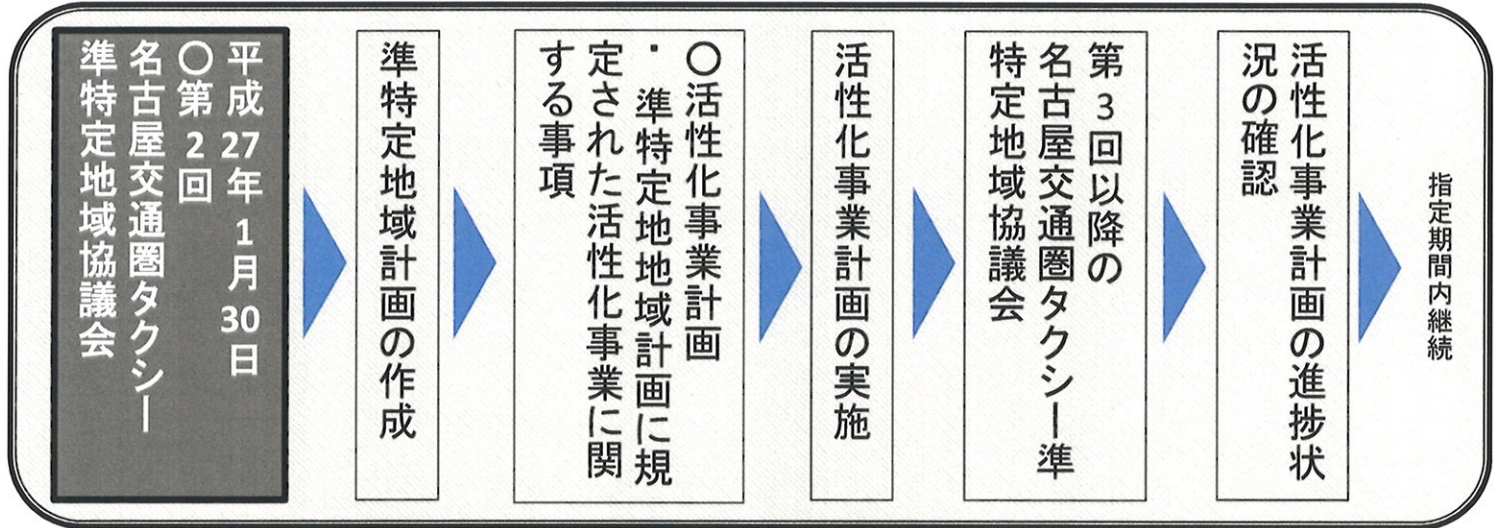 平成27年1月30日
〇第2回
名古屋交通圏タクシー
準特定地域協議会
準特定地域計画の作成
〇活性化事業計画
・ 準特定地地域計画に規
定された活性化事業に関
する事項
活性化事業計画の実施
第3回以降の
名古屋交通圏タクシー準
特定地域協議会
活性化事業計画の進捗状
況の確認
指定期間内継続